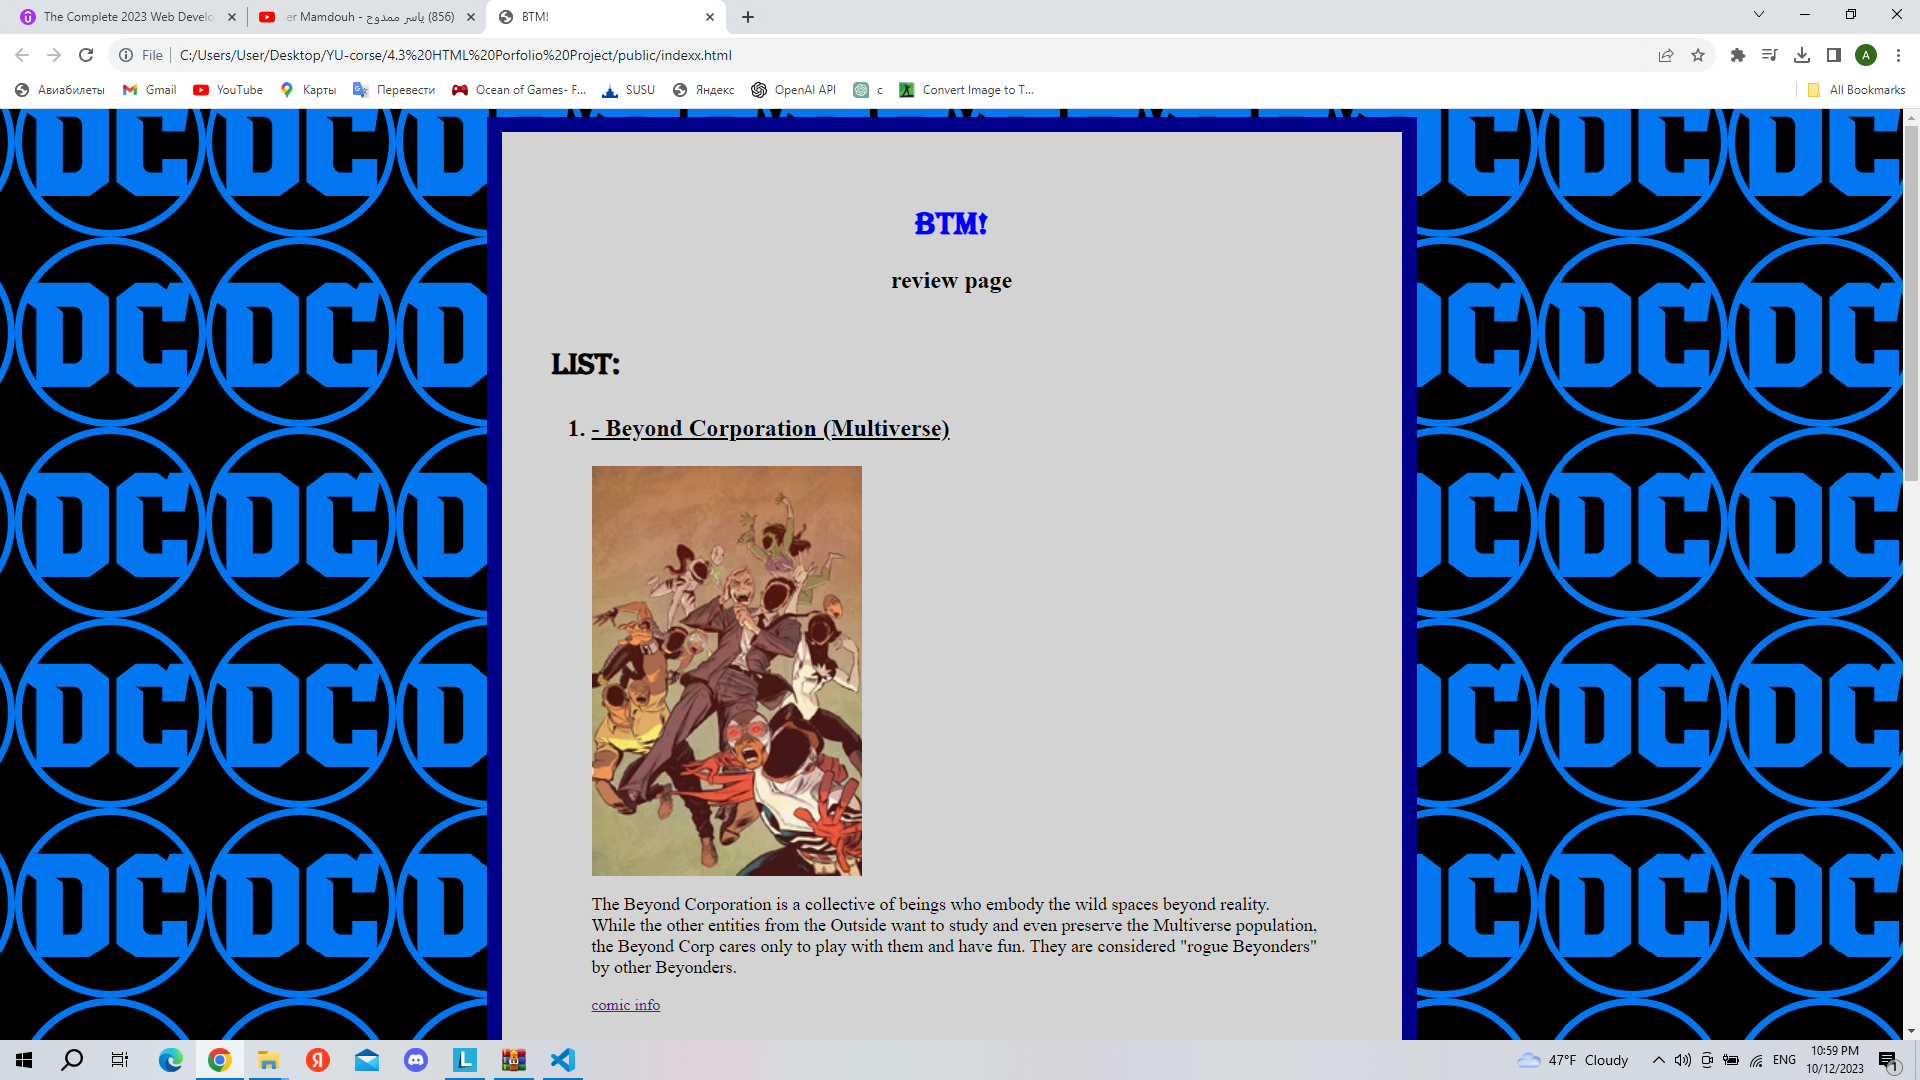 The Complete 2023 Web Develo
(856) ياسر ممدوح - er Mamdouh
BTM!
File
C:/Users/User/Desktop/YU-corse/4.3%20HTML%20Porfolio%20Project/public/indexx.html
A
Авиабилеты
Gmail
YouTube
Карты
Перевести
Ocean of Games- F...
SUSU
Яндекс
OpenAI API
c
Convert Image to T...
All Bookmarks
DC
BTM!
review page
LIST:
1. - Beyond Corporation (Multiverse)
The Beyond Corporation is a collective of beings who embody the wild spaces beyond reality.
While the other entities from the Outside want to study and even preserve the Multiverse population,
the Beyond Corp cares only to play with them and have fun. They are considered "rogue Beyonders"
by other Beyonders.
comic info
47°F Cloudy
ENG
10:59 PM
10/12/2023
1